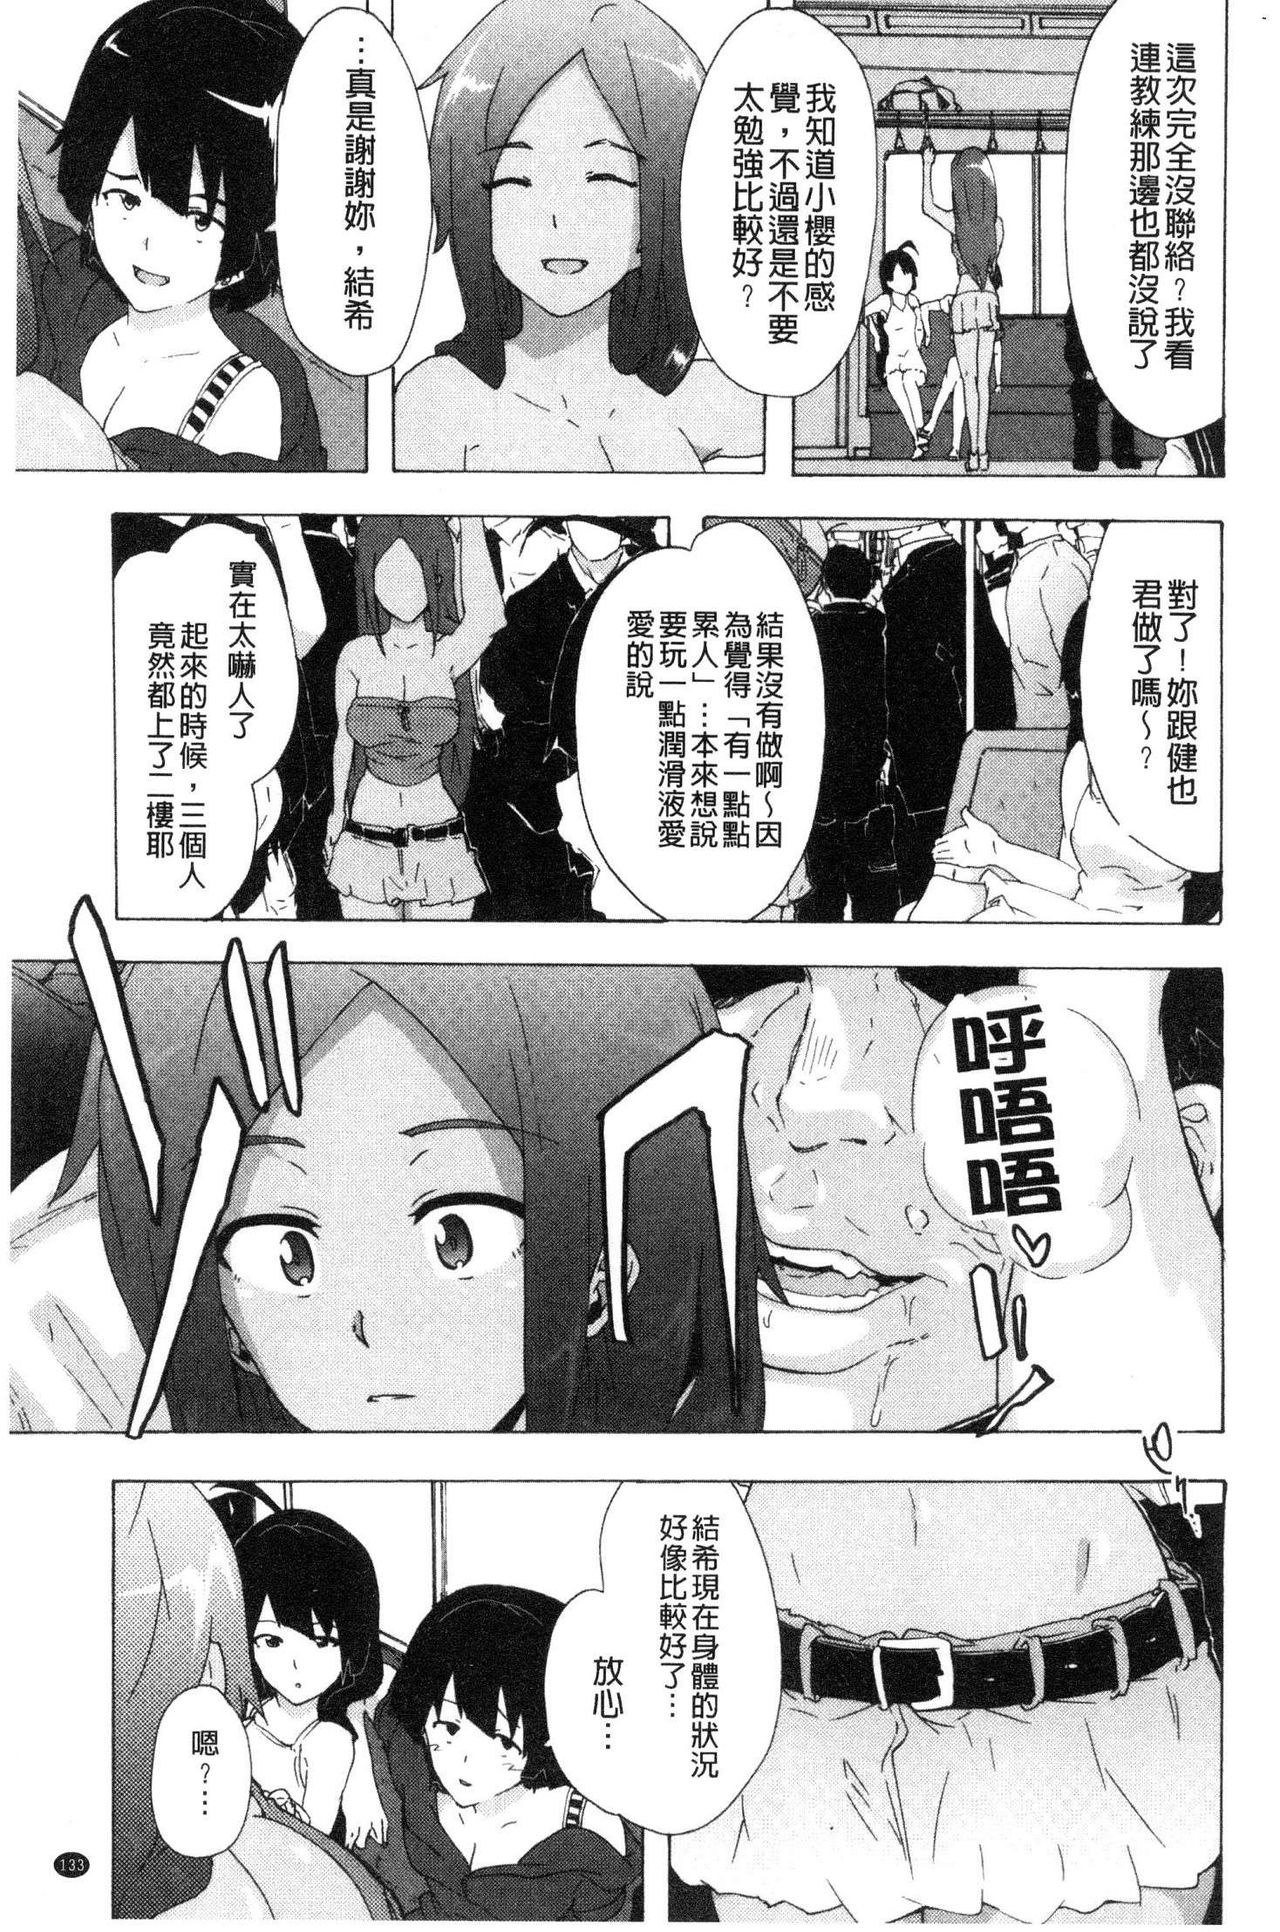 這次完全沒聯絡？我看
連教練那邊也都沒說了
我知道小櫻的感
覺，不過還是不要
太勉強比較好？
…真是謝謝妳，結希
對了！妳跟健也
君做了嗎～？
結果沒有做啊～因
為覺得「有一點點
累人」…本來想說
要玩一點潤滑液愛
愛的說
實在太嚇人了
起來的時候，三個人
竟然都上了二樓耶
呼唔唔♡
結希現在身體的狀況
好像比較好了…
放心…
嗯？…
133